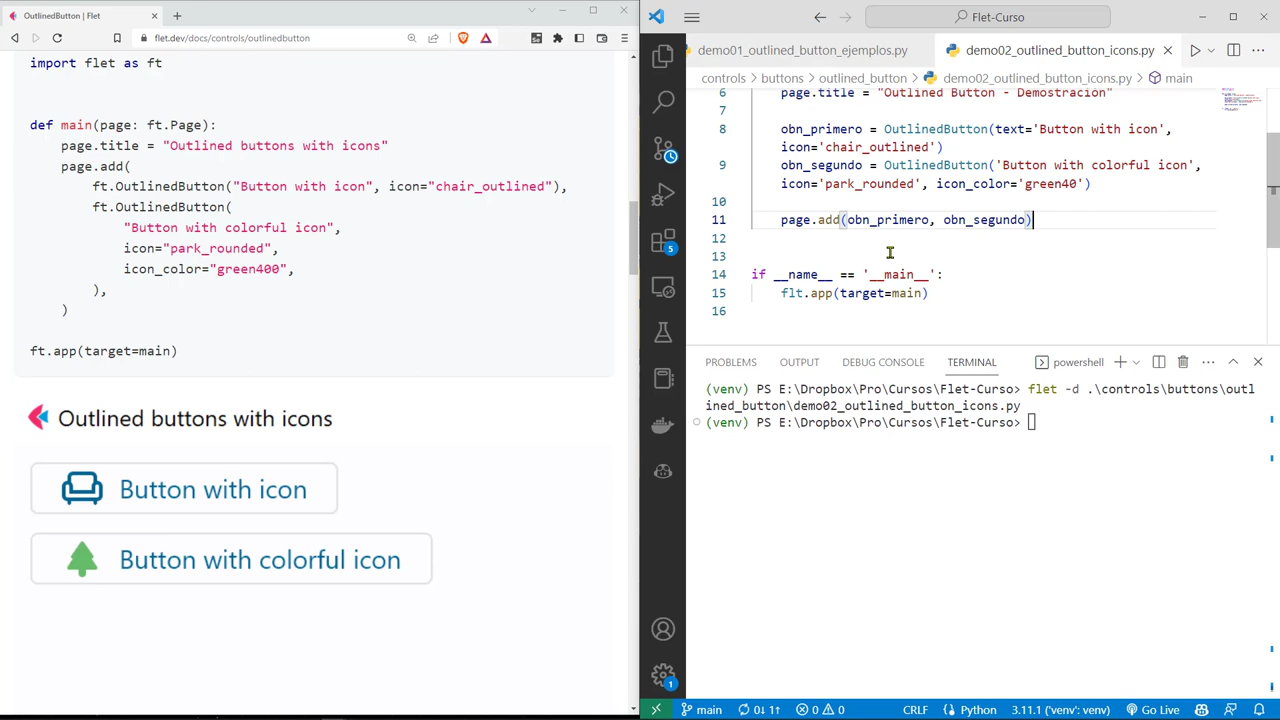 OutlinedButton | Flet
flet.dev/docs/controls/outlinedbutton
import flet as ft
def main(page: ft.Page):
page.title = "Outlined buttons with icons"
page.add(
ft.OutlinedButton("Button with icon", icon="chair_outlined"),
ft.OutlinedButton(
"Button with colorful icon",
icon="park_rounded",
icon_color="green400",
),
)
ft.app(target=main)
Outlined buttons with icons
Button with icon
Button with colorful icon
Flet-Curso
demo01_outlined_button_ejemplos.py
demo02_outlined_button_icons.py
controls > buttons > outlined_button > demo02_outlined_button_icons.py > main
6 page.title = "Outlined Button - Demostracion"
7
8 obn_primero = OutlinedButton(text='Button with icon',
icon='chair_outlined')
9 obn_segundo = OutlinedButton('Button with colorful icon',
icon='park_rounded', icon_color='green40')
10
11 page.add(obn_primero, obn_segundo)
12
13
14 if __name__ == '__main__':
15 flt.app(target=main)
16
5
PROBLEMS OUTPUT DEBUG CONSOLE TERMINAL powershell
(venv) PS E:\Dropbox\Pro\Cursos\Flet-Curso> flet -d .\controls\buttons\outl
ined_button\demo02_outlined_button_icons.py
(venv) PS E:\Dropbox\Pro\Cursos\Flet-Curso>
1
main 0↓ 1↑ 0 0 CRLF Python 3.11.1 ('venv': venv) Go Live